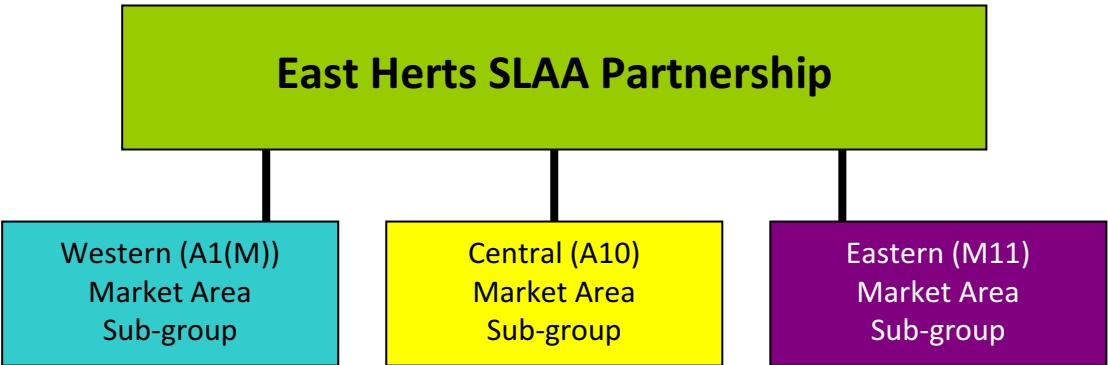 East Herts SLAA Partnership
Western (A1(M))
Market Area
Sub-group
Central (A10)
Market Area
Sub-group
Eastern (M11)
Market Area
Sub-group